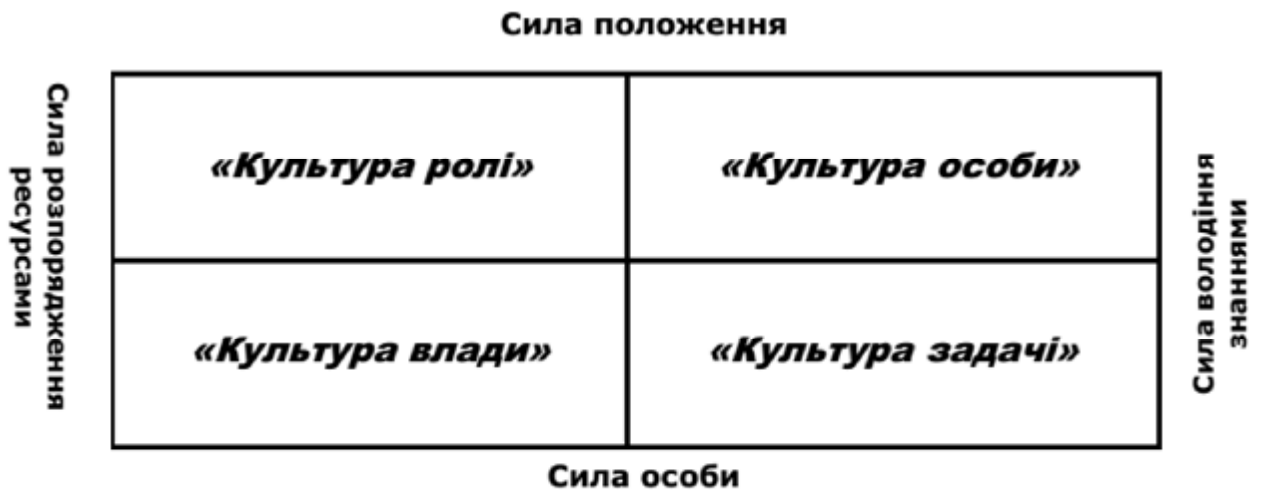 Сила положення
Сила розпорядження
ресурсами
«Культура ролі»
«Культура особи»
Сила володіння
знаннями
«Культура влади»
«Культура задачі»
Сила особи